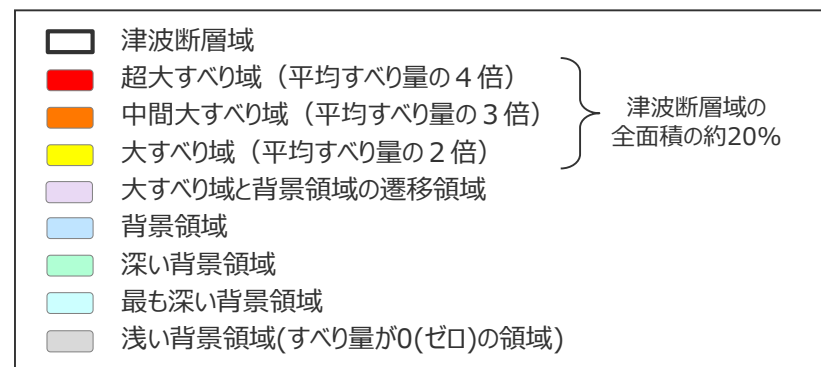 津波断層域
超大すべり域（平均すべり量の４倍）
中間大すべり域（平均すべり量の３倍）
大すべり域（平均すべり量の２倍）
津波断層域の
全面積の約20%
大すべり域と背景領域の遷移領域
背景領域
深い背景領域
最も深い背景領域
浅い背景領域(すべり量が0(ゼロ)の領域)